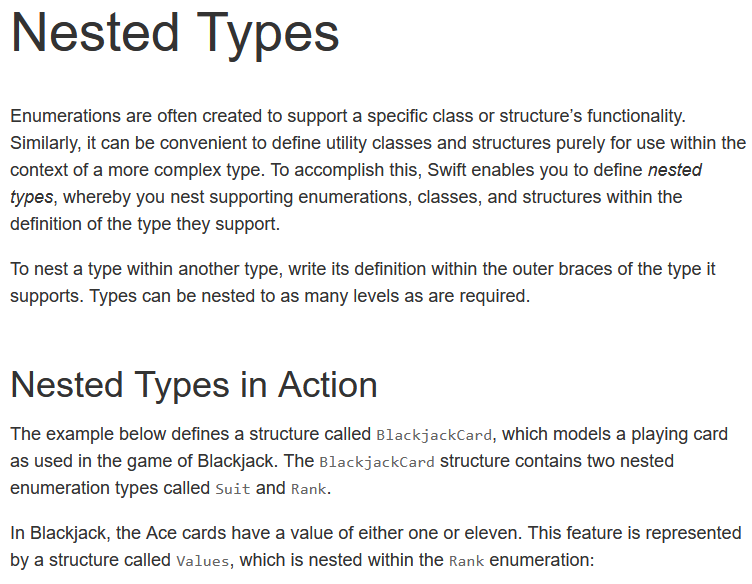 Nested Types
Enumerations are often created to support a specific class or structure’s functionality.
Similarly, it can be convenient to define utility classes and structures purely for use within the
context of a more complex type. To accomplish this, Swift enables you to define nested
types, whereby you nest supporting enumerations, classes, and structures within the
definition of the type they support.
To nest a type within another type, write its definition within the outer braces of the type it
supports. Types can be nested to as many levels as are required.
Nested Types in Action
The example below defines a structure called BlackjackCard, which models a playing card
as used in the game of Blackjack. The BlackjackCard structure contains two nested
enumeration types called Suit and Rank.
In Blackjack, the Ace cards have a value of either one or eleven. This feature is represented
by a structure called Values, which is nested within the Rank enumeration: